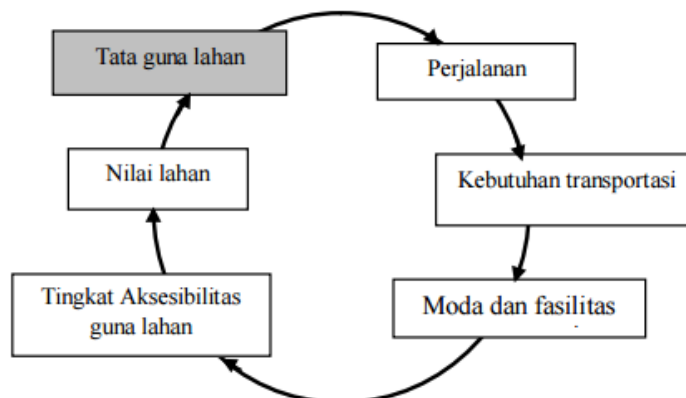 Tata guna lahan
Perjalanan
Kebutuhan transportasi
Moda dan fasilitas
Tingkat Aksesibilitas
guna lahan
Nilai lahan